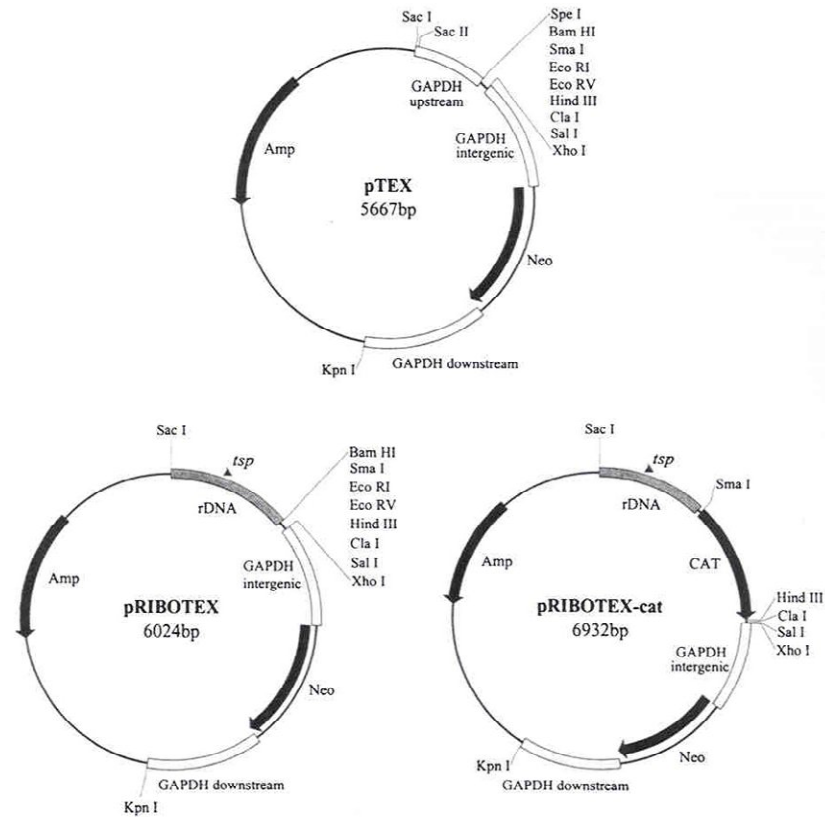 Sac I
Sac II
Spe I
Bam HI
Sma I
Eco RI
Eco RV
Hind III
Cla I
Sal I
Xho I
GAPDH
upstream
GAPDH
intergenic
Amp
pTEX
5667bp
Neo
Kpn I
GAPDH downstream
Sac I
tsp
rDNA
Bam HI
Sma I
Eco RI
Eco RV
Hind III
Cla I
Sal I
Xho I
GAPDH
intergenic
Amp
pRIBOTEX
6024bp
Neo
GAPDH downstream
Kpn I
Sac I
tsp
rDNA
Sma I
Amp
CAT
pRIBOTEX-cat
6932bp
Hind III
Cla I
Sal I
Xho I
GAPDH
intergenic
Neo
Kpn I
GAPDH downstream